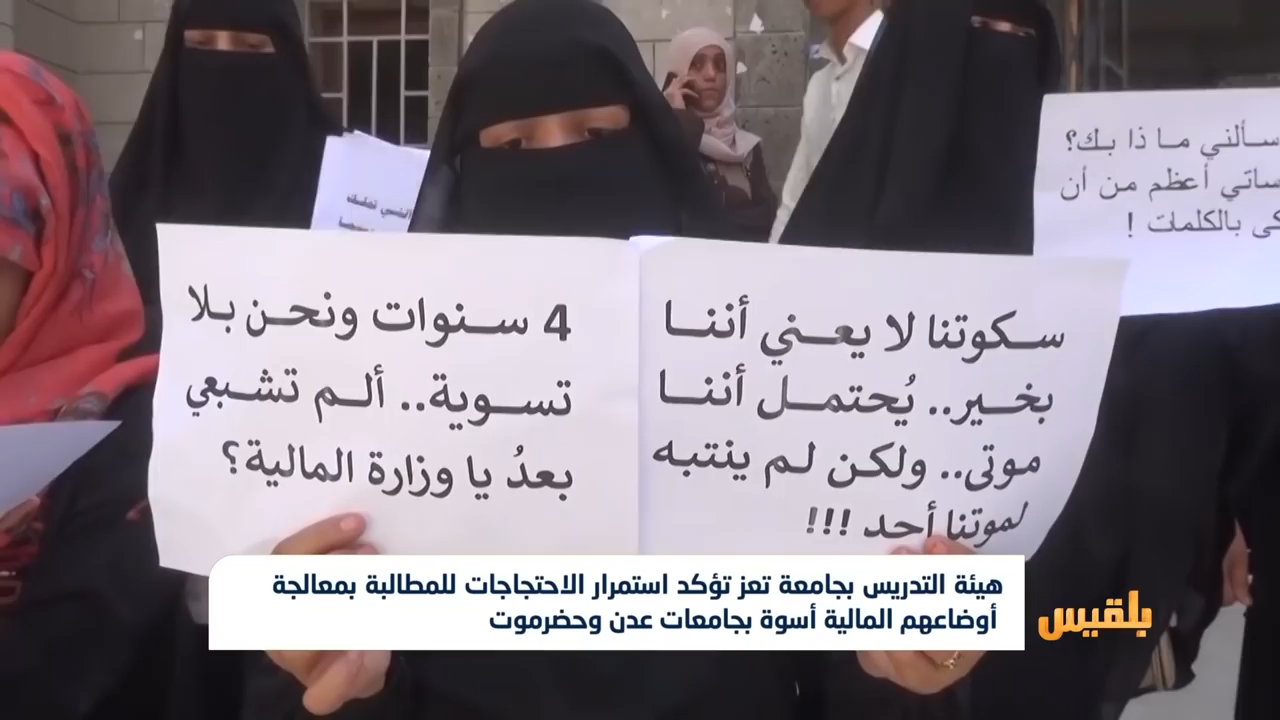 سكوتنا لا يعني أننا
بخير.. يُحتمل أننا
موتى.. ولكن لم ينتبه
لموتنا أحد !!!
4 سنوات ونحن بلا
تسوية.. ألم تشبعي
بعدُ يا وزارة المالية؟
ما ذا بك؟
أعظم من أن
بالكلمات !
هيئة التدريس بجامعة تعز تؤكد استمرار الاحتجاجات للمطالبة بمعالجة
أوضاعهم المالية أسوة بجامعات عدن وحضرموت
بلقيس